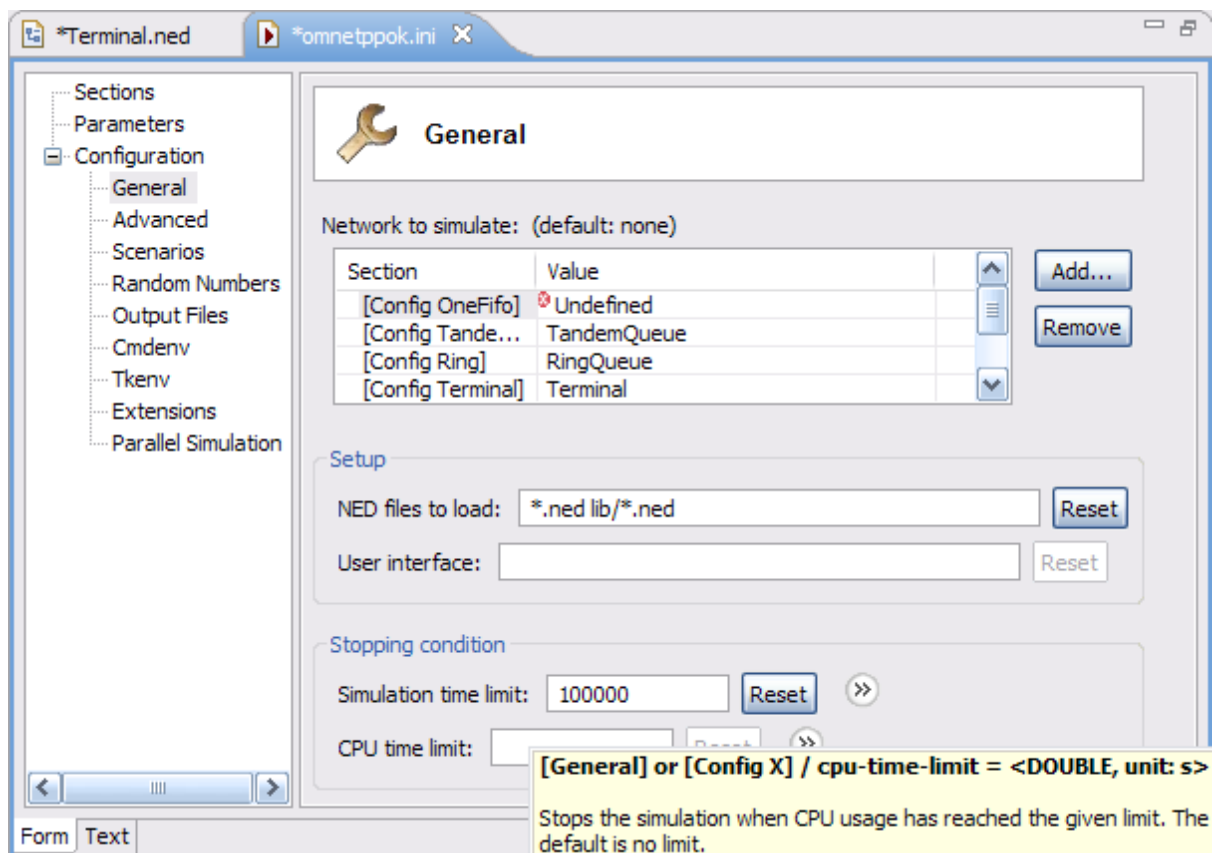 *Terminal.ned
*omnetppok.ini
Sections
Parameters
Configuration
General
Advanced
Scenarios
Random Numbers
Output Files
Cmdenv
Tkenv
Extensions
Parallel Simulation
General
Network to simulate: (default: none)
Section Value
[Config OneFifo] Undefined
[Config Tande... TandemQueue
[Config Ring] RingQueue
[Config Terminal] Terminal
Add...
Remove
Setup
NED files to load: *.ned lib/*.ned Reset
User interface: Reset
Stopping condition
Simulation time limit: 100000 Reset
CPU time limit: Reset
[General] or [Config X] / cpu-time-limit = <DOUBLE, unit: s>
Stops the simulation when CPU usage has reached the given limit. The
default is no limit.
Form Text